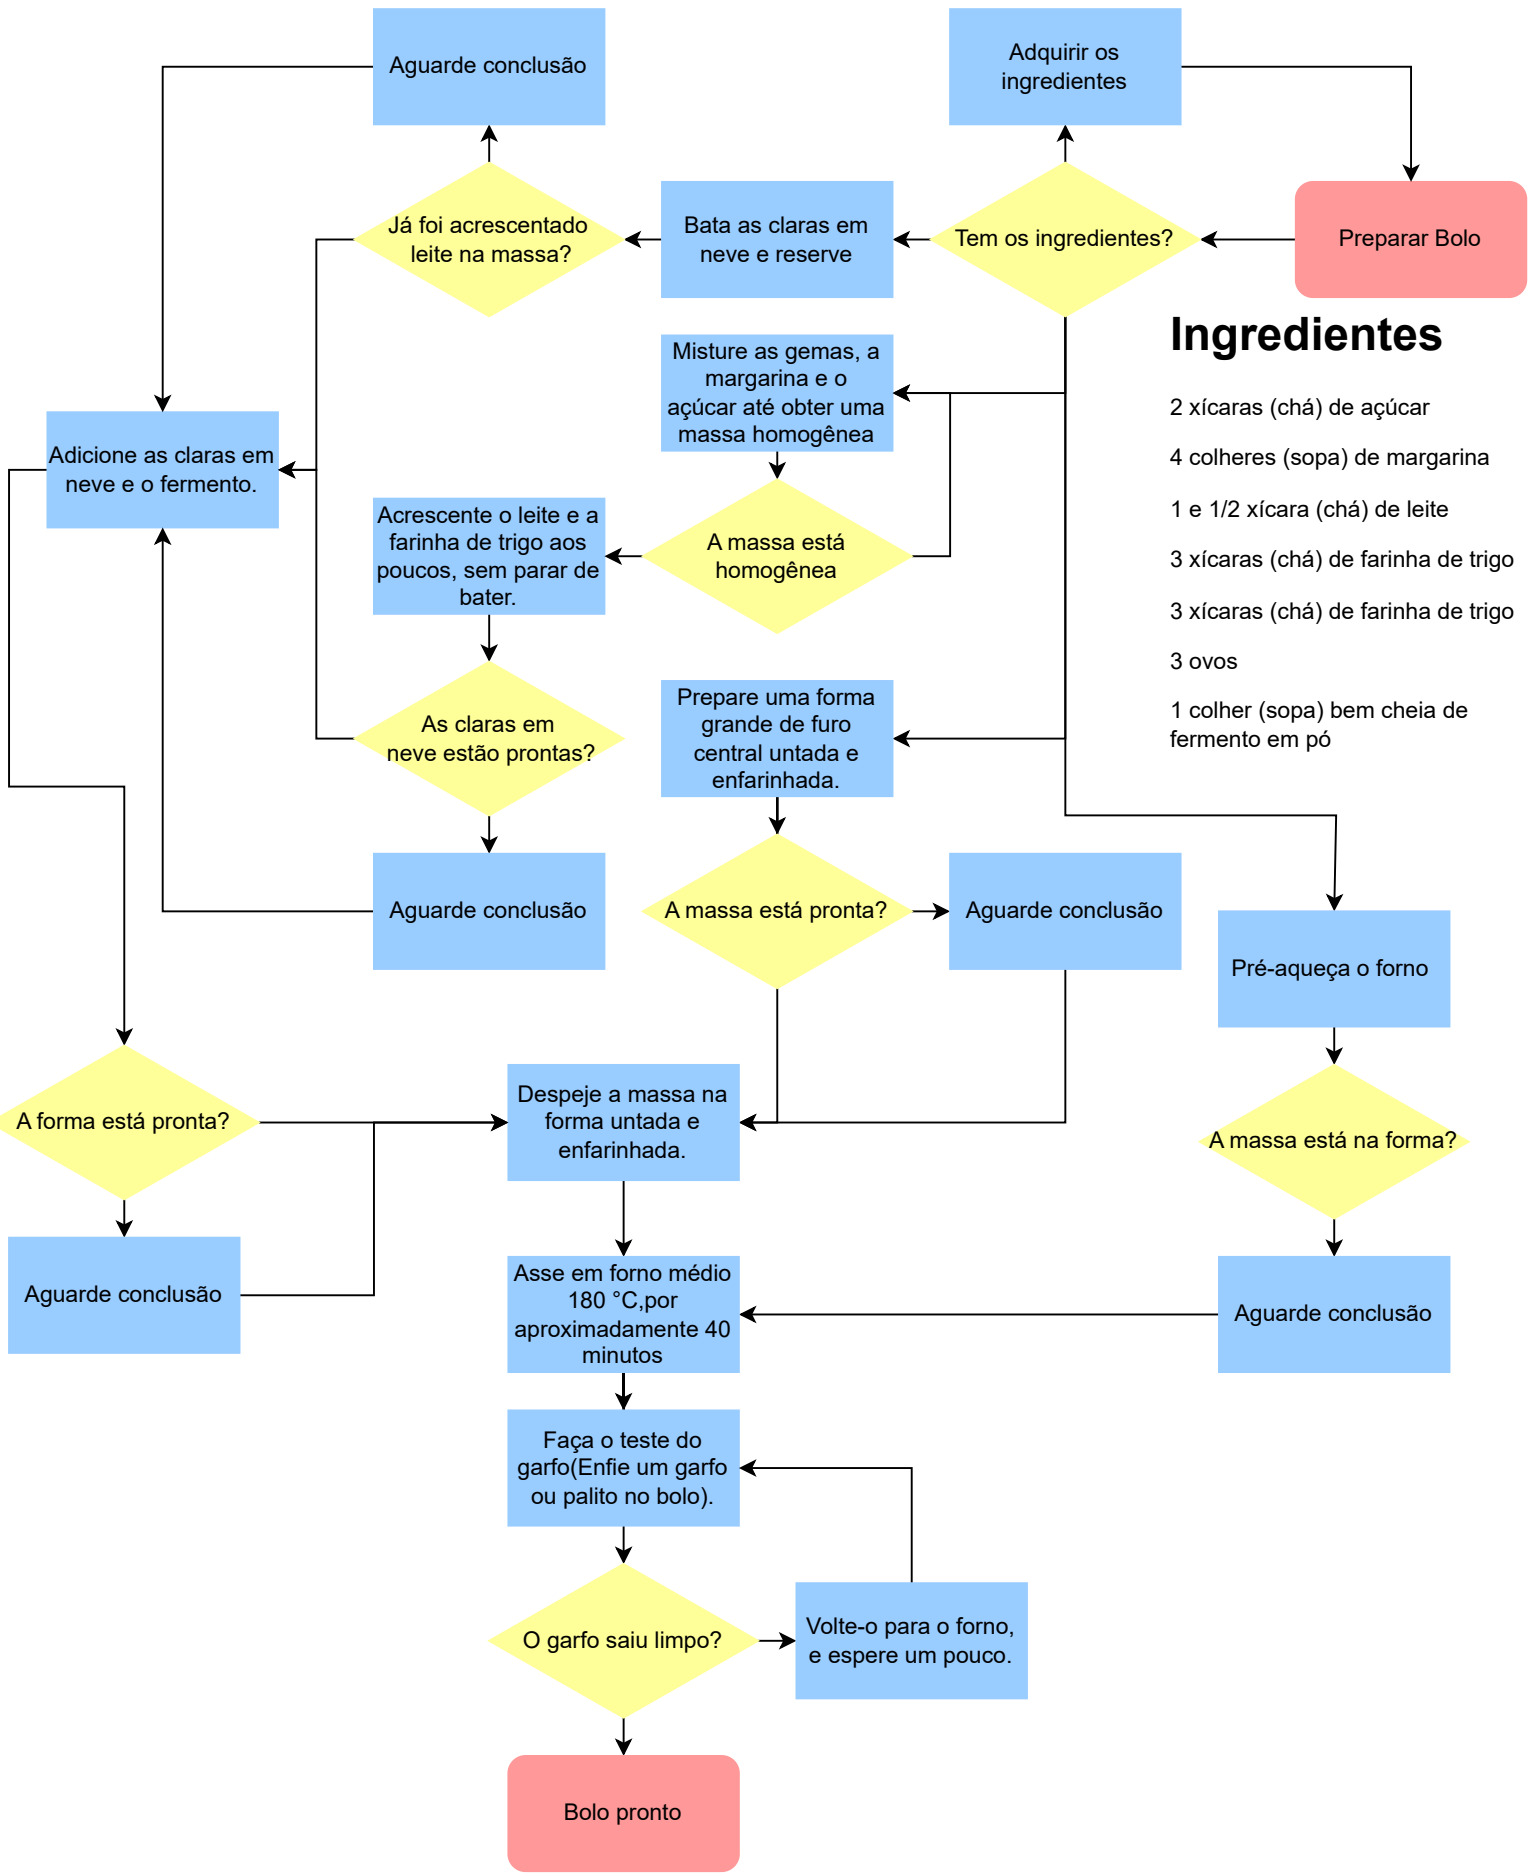 Aguarde conclusão
Adquirir os
ingredientes
Já foi acrescentado
leite na massa?
Bata as claras em
neve e reserve
Tem os ingredientes?
Preparar Bolo
Ingredientes
2 xícaras (chá) de açúcar
4 colheres (sopa) de margarina
1 e 1/2 xícara (chá) de leite
3 xícaras (chá) de farinha de trigo
3 xícaras (chá) de farinha de trigo
3 ovos
1 colher (sopa) bem cheia de
fermento em pó
Misture as gemas, a
margarina e o
açúcar até obter uma
massa homogênea
Adicione as claras em
neve e o fermento.
Acrescente o leite e a
farinha de trigo aos
poucos, sem parar de
bater.
A massa está
homogênea
As claras em
neve estão prontas?
Prepare uma forma
grande de furo
central untada e
enfarinhada.
Aguarde conclusão
A massa está pronta?
Aguarde conclusão
Pré-aqueça o forno
A forma está pronta?
Despeje a massa na
forma untada e
enfarinhada.
A massa está na forma?
Aguarde conclusão
Asse em forno médio
180 °C,por
aproximadamente 40
minutos
Aguarde conclusão
Faça o teste do
garfo(Enfie um garfo
ou palito no bolo).
O garfo saiu limpo?
Volte-o para o forno,
e espere um pouco.
Bolo pronto